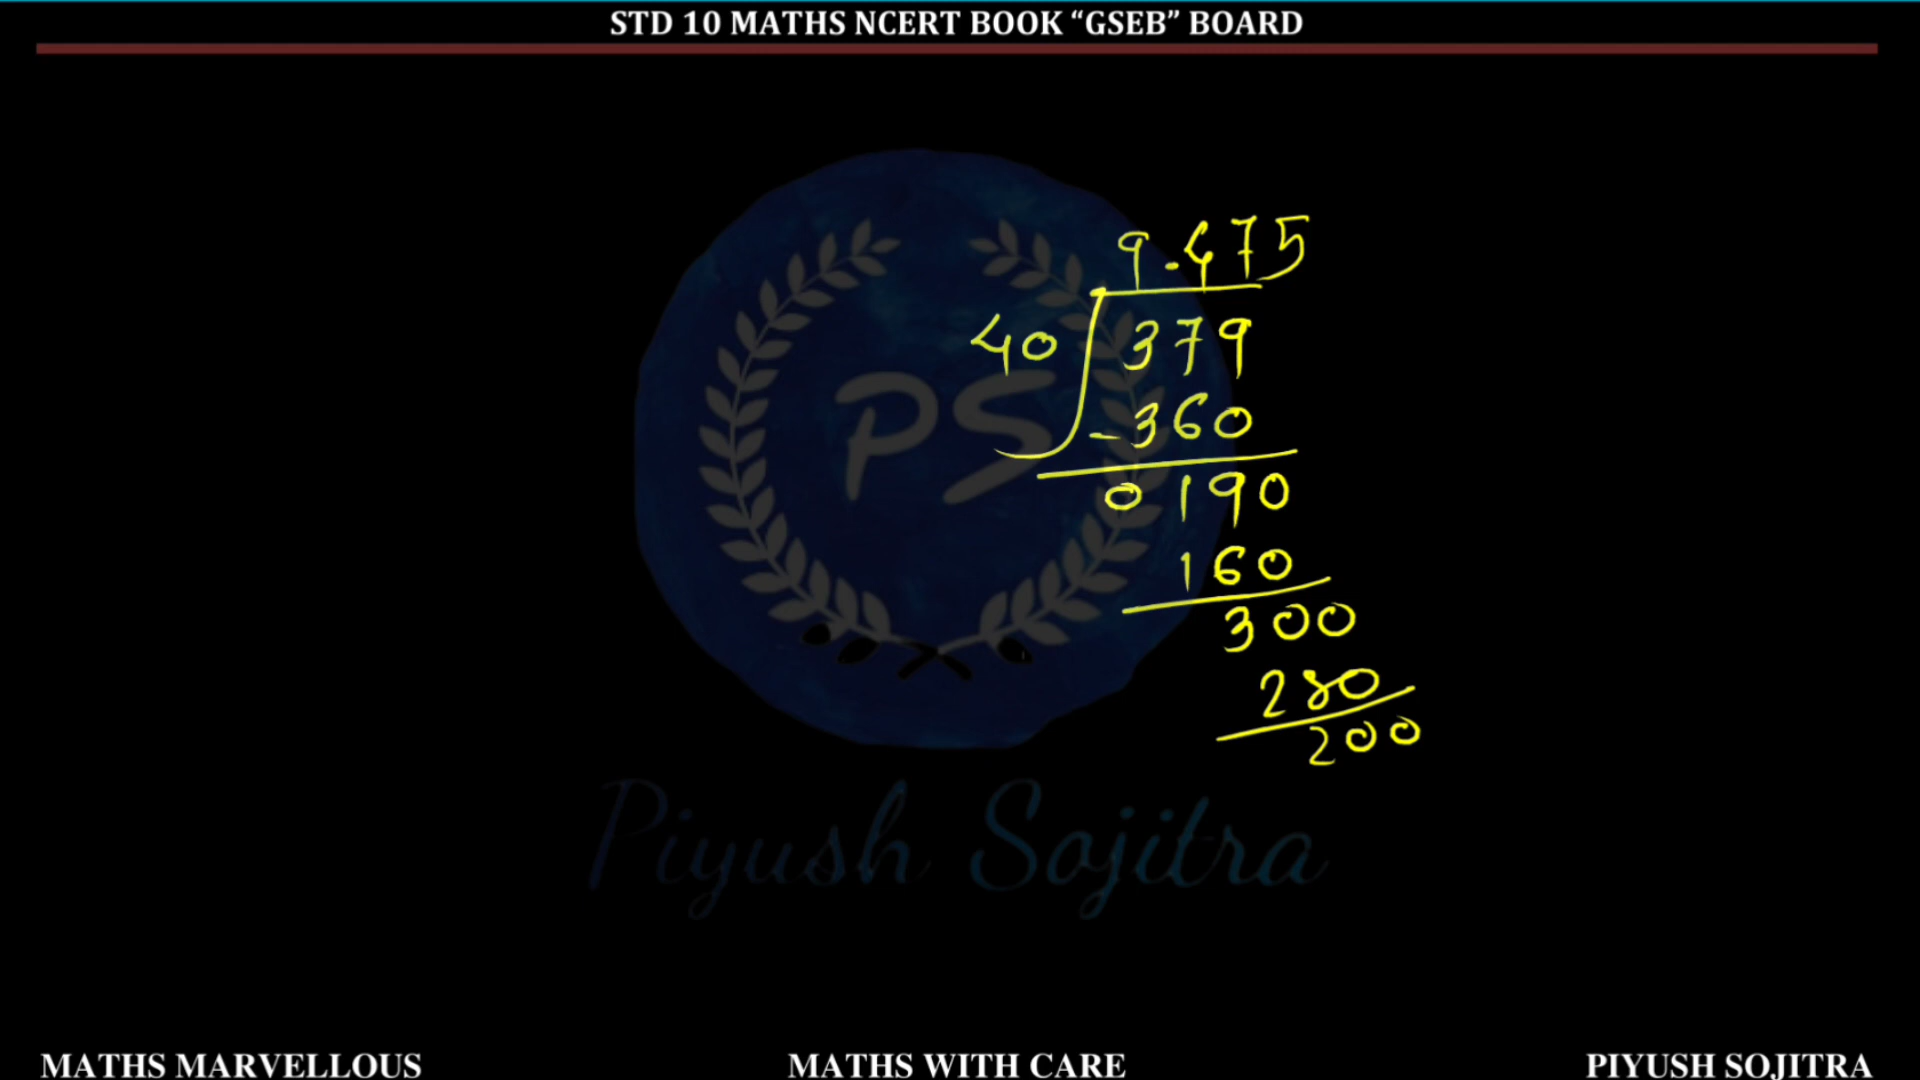 STD 10 MATHS NCERT BOOK “GSEB” BOARD
9.475
40 379
-360
0190
160
300
280
200
PS
Piyush Sojitra
MATHS MARVELLOUS
MATHS WITH CARE
PIYUSH SOJITRA